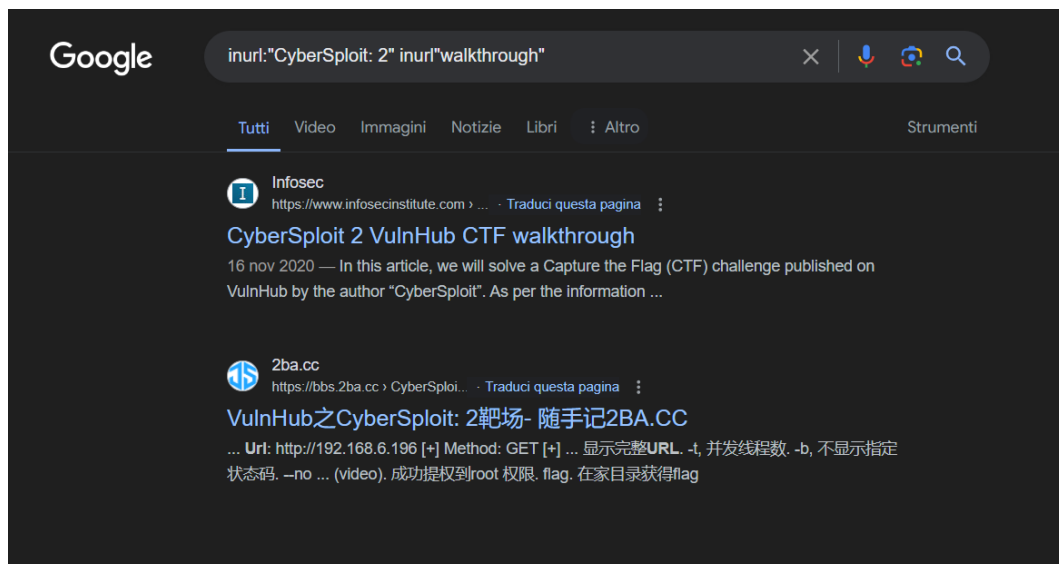 Google
inurl:"CyberSploit: 2" inurl"walkthrough"
Tutti Video Immagini Notizie Libri Altro Strumenti
Infosec
https://www.infosecinstitute.com › ... · Traduci questa pagina
CyberSploit 2 VulnHub CTF walkthrough
16 nov 2020 — In this article, we will solve a Capture the Flag (CTF) challenge published on
VulnHub by the author “CyberSploit”. As per the information ...
2ba.cc
https://bbs.2ba.cc › CyberSploi... · Traduci questa pagina
VulnHub之CyberSploit: 2靶场- 随手记2BA.CC
... Url: http://192.168.6.196 [+] Method: GET [+] ... 显示完整URL. -t, 并发线程数. -b, 不显示指定
状态码. --no ... (video). 成功提权到root 权限. flag. 在家目录获得flag